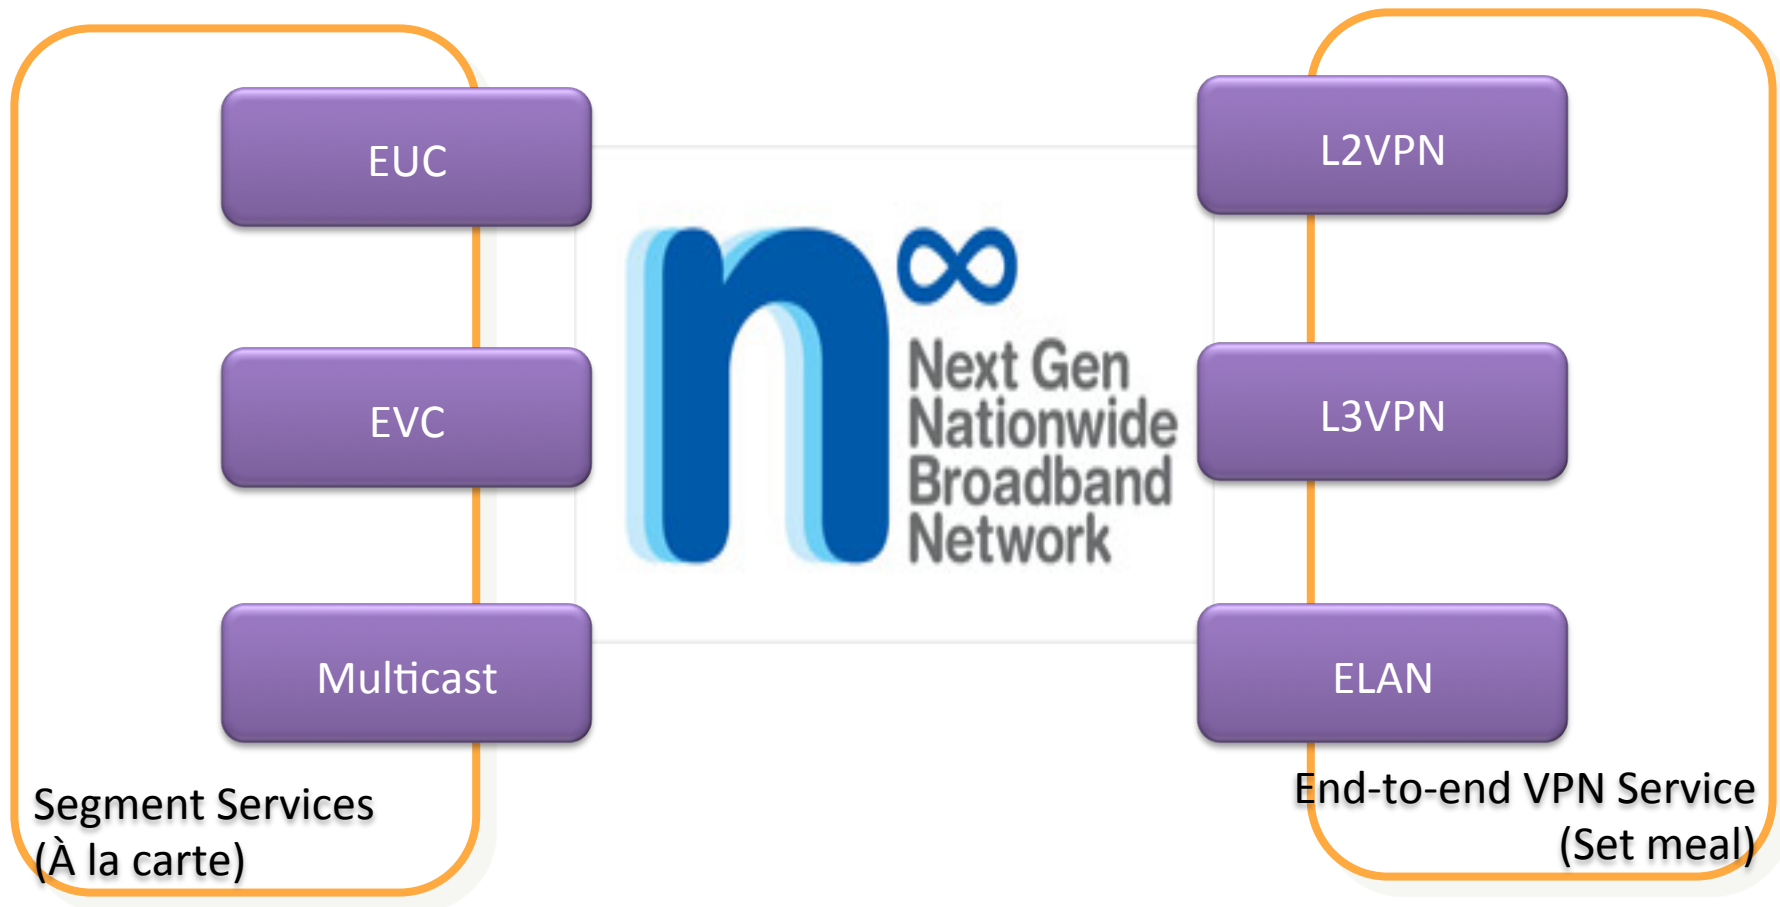 EUC
EVC
Multicast
Segment Services
(À la carte)
n∞
Next Gen
Nationwide
Broadband
Network
L2VPN
L3VPN
ELAN
End-to-end VPN Service
(Set meal)